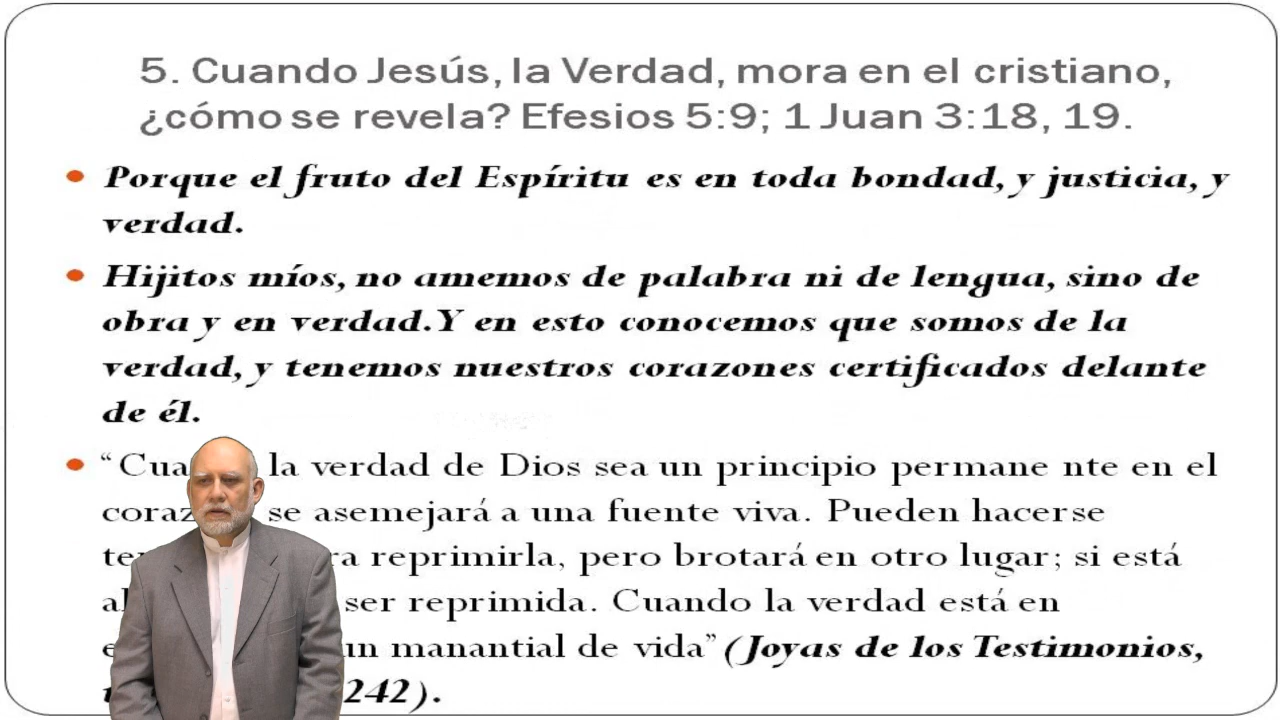 5. Cuando Jesús, la Verdad, mora en el cristiano,
¿cómo se revela? Efesios 5:9; 1 Juan 3:18, 19.
• Porque el fruto del Espíritu es en toda bondad, y justicia, y
verdad.
• Hijitos míos, no amemos de palabra ni de lengua, sino de
obra y en verdad. Y en esto conocemos que somos de la
verdad, y tenemos nuestros corazones certificados delante
de él.
• “Cua la verdad de Dios sea un principio permane nte en el
coraz se asemejará a una fuente viva. Pueden hacerse
ra reprimirla, pero brotará en otro lugar; si está
ser reprimida. Cuando la verdad está en
un manantial de vida” (Joyas de los Testimonios,
242).